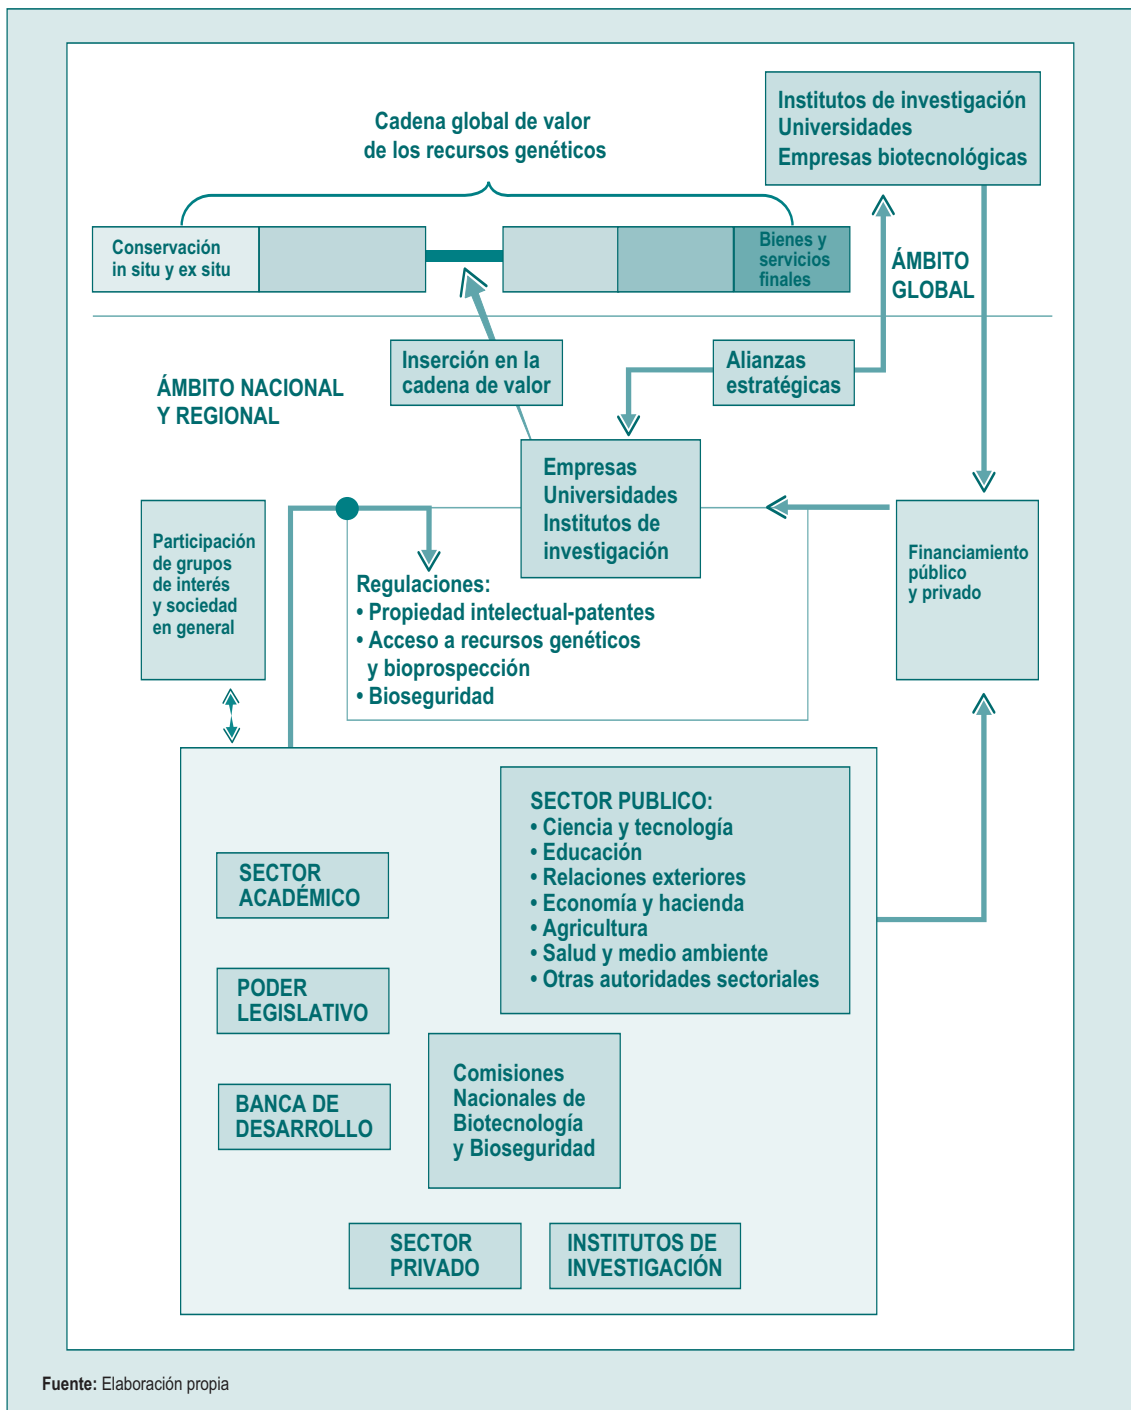 Cadena global de valor
de los recursos genéticos
Institutos de investigación
Universidades
Empresas biotecnológicas
Conservación
in situ y ex situ
Bienes y
servicios
finales
ÁMBITO
GLOBAL
ÁMBITO NACIONAL
Y REGIONAL
Inserción en la
cadena de valor
Alianzas
estratégicas
Empresas
Universidades
Institutos de
investigación
Participación
de grupos
de interés
y sociedad
en general
Regulaciones:
• Propiedad intelectual-patentes
• Acceso a recursos genéticos
y bioprospección
• Bioseguridad
Financiamiento
público
y privado
SECTOR PUBLICO:
• Ciencia y tecnología
• Educación
• Relaciones exteriores
• Economía y hacienda
• Agricultura
• Salud y medio ambiente
• Otras autoridades sectoriales
SECTOR
ACADÉMICO
PODER
LEGISLATIVO
BANCA DE
DESARROLLO
Comisiones
Nacionales de
Biotecnología
y Bioseguridad
SECTOR
PRIVADO
INSTITUTOS DE
INVESTIGACIÓN
Fuente: Elaboración propia